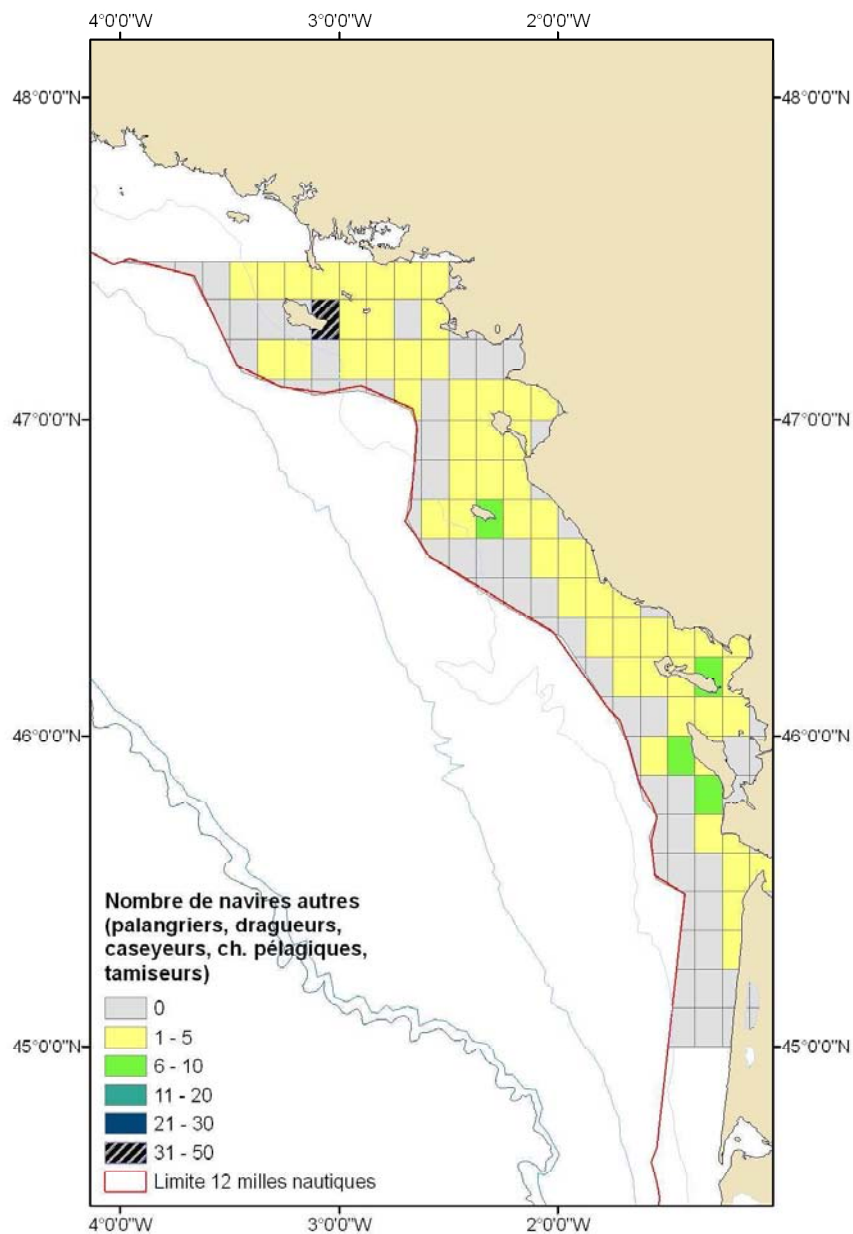 4°0'0"W 3°0'0"W 2°0'0"W
48°0'0"N 48°0'0"N
47°0'0"N 47°0'0"N
46°0'0"N 46°0'0"N
45°0'0"N 45°0'0"N
Nombre de navires autres
(palangriers, dragueurs,
caseyeurs, ch. pélagiques,
tamiseurs)
0
1 - 5
6 - 10
11 - 20
21 - 30
31 - 50
Limite 12 milles nautiques
4°0'0"W 3°0'0"W 2°0'0"W